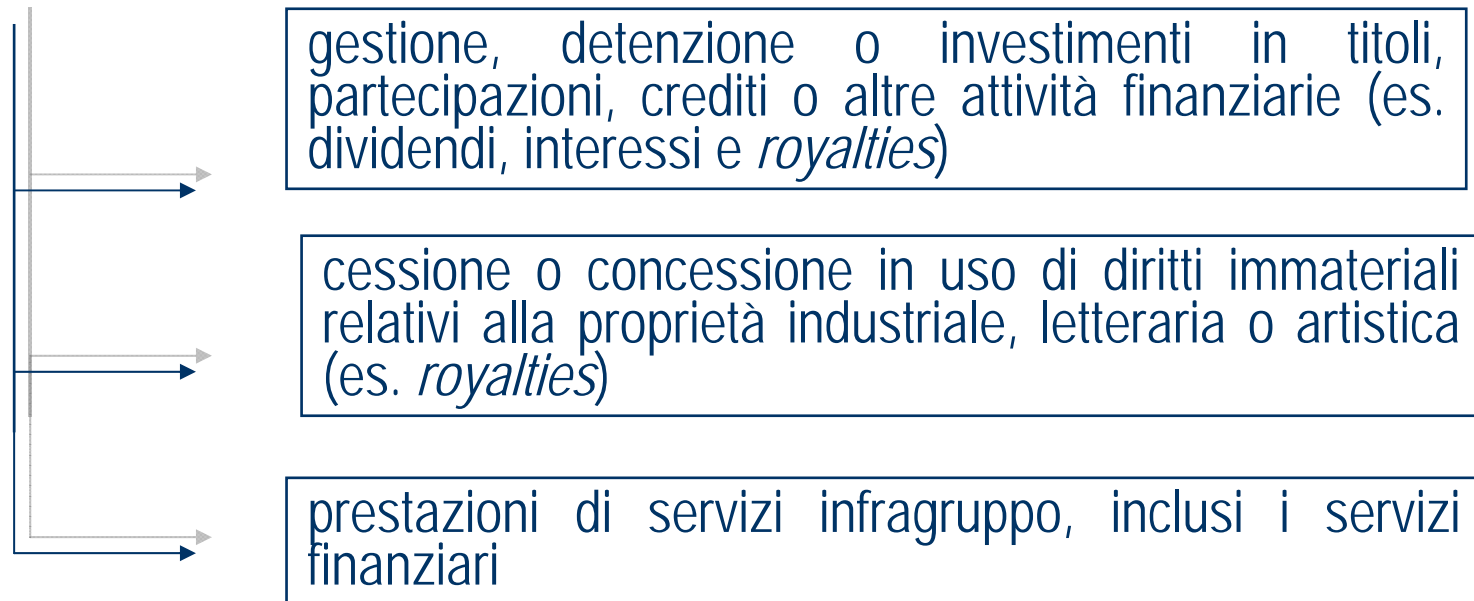 gestione, detenzione o investimenti in titoli,
partecipazioni, crediti o altre attività finanziarie (es.
dividendi, interessi e royalties)
cessione o concessione in uso di diritti immateriali
relativi alla proprietà industriale, letteraria o artistica
(es. royalties)
prestazioni di servizi infragruppo, inclusi i servizi
finanziari